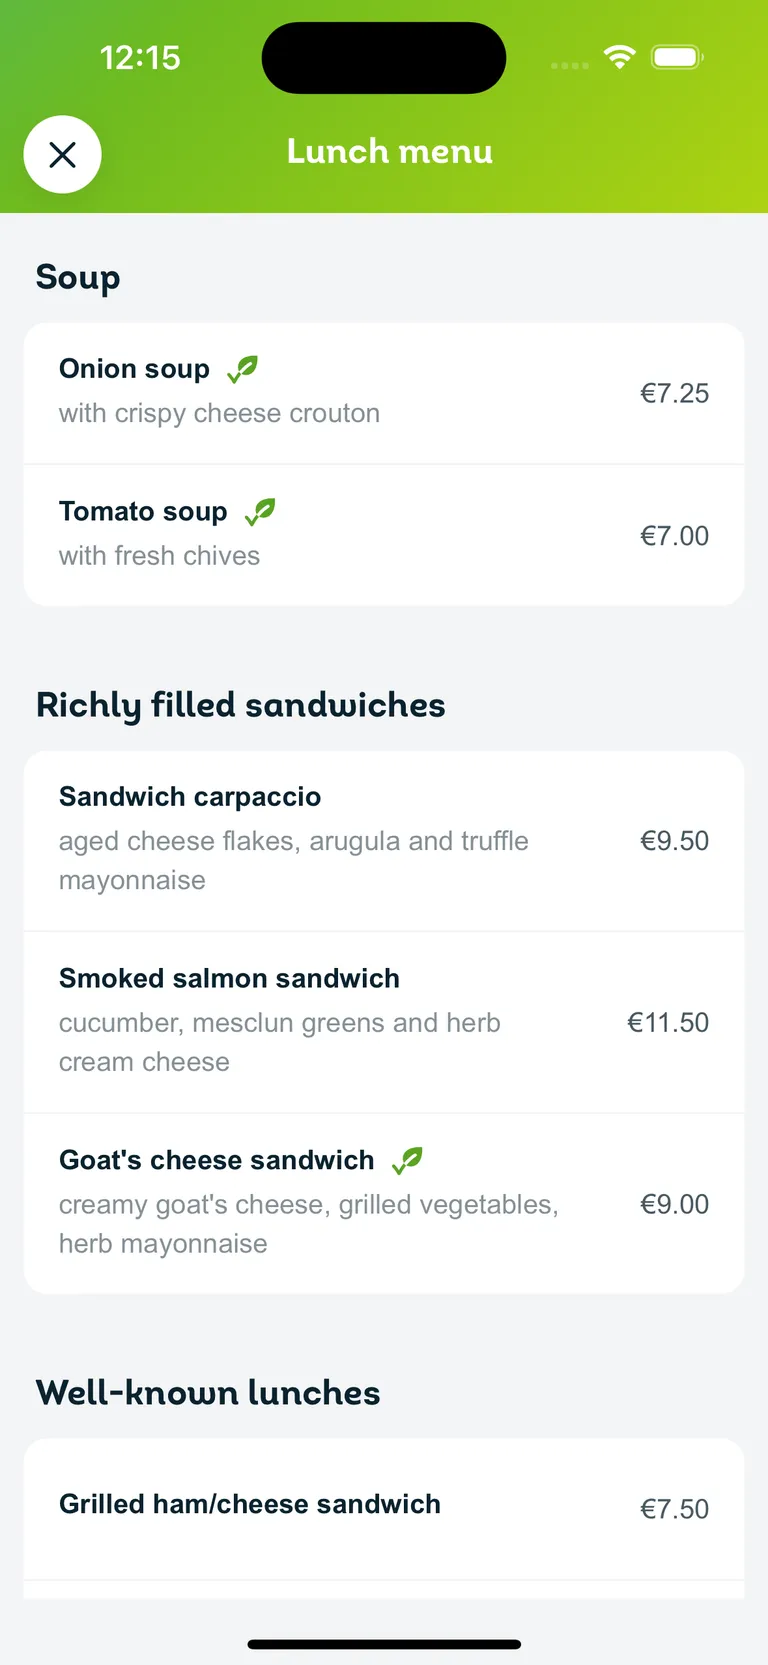 12:15
Lunch menu
Soup
Onion soup
with crispy cheese crouton
€7.25
Tomato soup
with fresh chives
€7.00
Richly filled sandwiches
Sandwich carpaccio
aged cheese flakes, arugula and truffle
mayonnaise
€9.50
Smoked salmon sandwich
cucumber, mesclun greens and herb
cream cheese
€11.50
Goat's cheese sandwich
creamy goat's cheese, grilled vegetables,
herb mayonnaise
€9.00
Well-known lunches
Grilled ham/cheese sandwich
€7.50